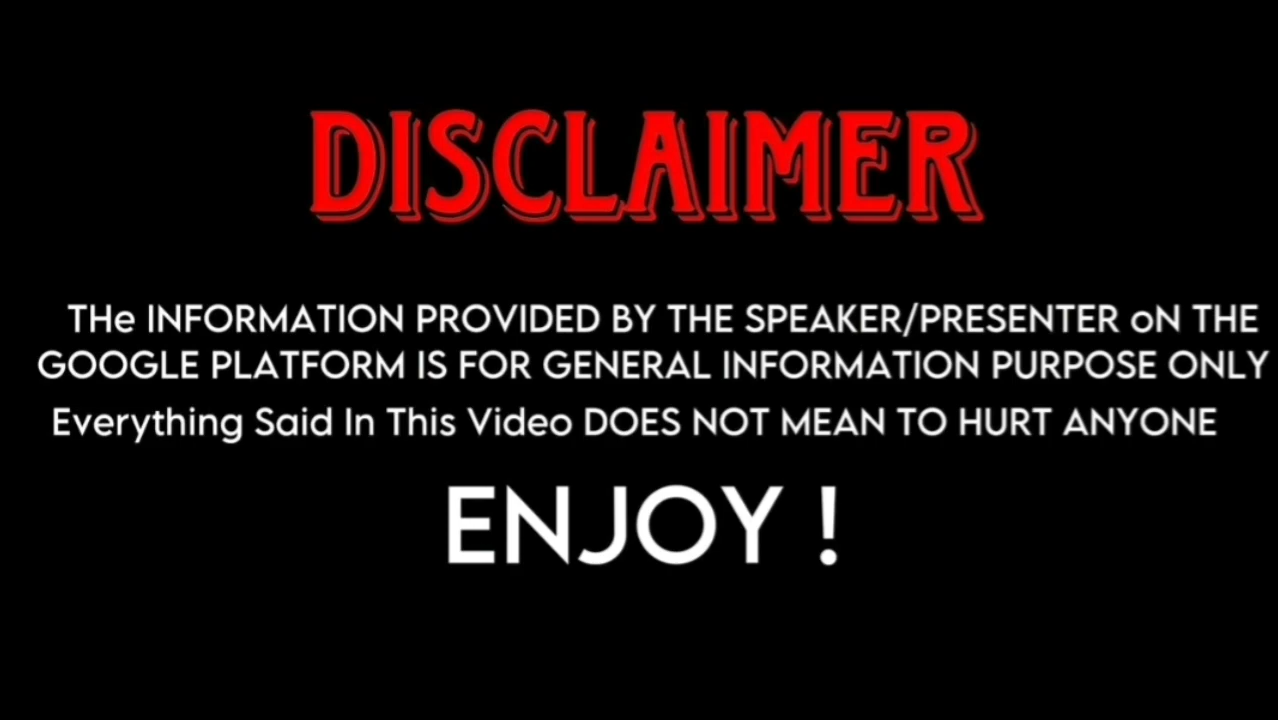 DISCLAIMER
THe INFORMATION PROVIDED BY THE SPEAKER/PRESENTER oN THE
GOOGLE PLATFORM IS FOR GENERAL INFORMATION PURPOSE ONLY
Everything Said In This Video DOES NOT MEAN TO HURT ANYONE
ENJOY !